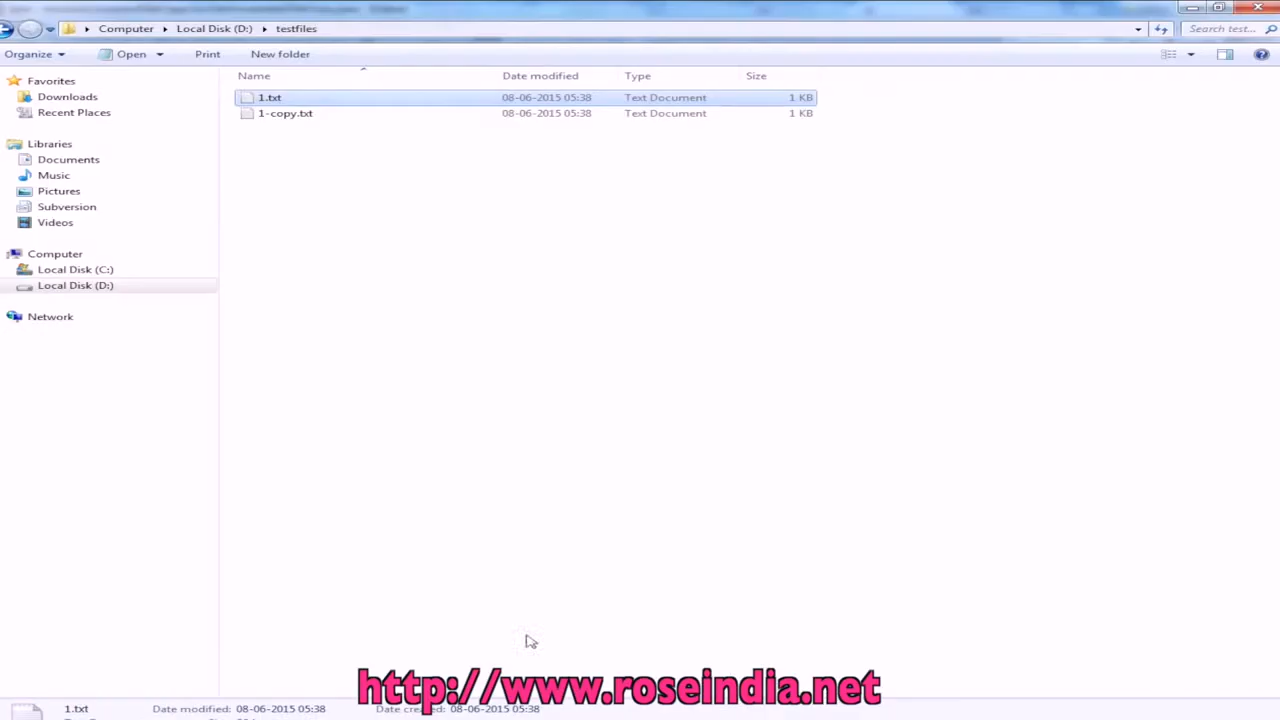 Computer Local Disk (D:) testfiles Search test...
Organize Open Print New folder
Name Date modified Type Size
Favorites
Downloads
Recent Places
Libraries
Documents
Music
Pictures
Subversion
Videos
Computer
Local Disk (C:)
Local Disk (D:)
Network
1.txt 08-06-2015 05:38 Text Document 1 KB
1-copy.txt 08-06-2015 05:38 Text Document 1 KB
http://www.roseindia.net
1.txt Date modified: 08-06-2015 05:38 Date created: 08-06-2015 05:38